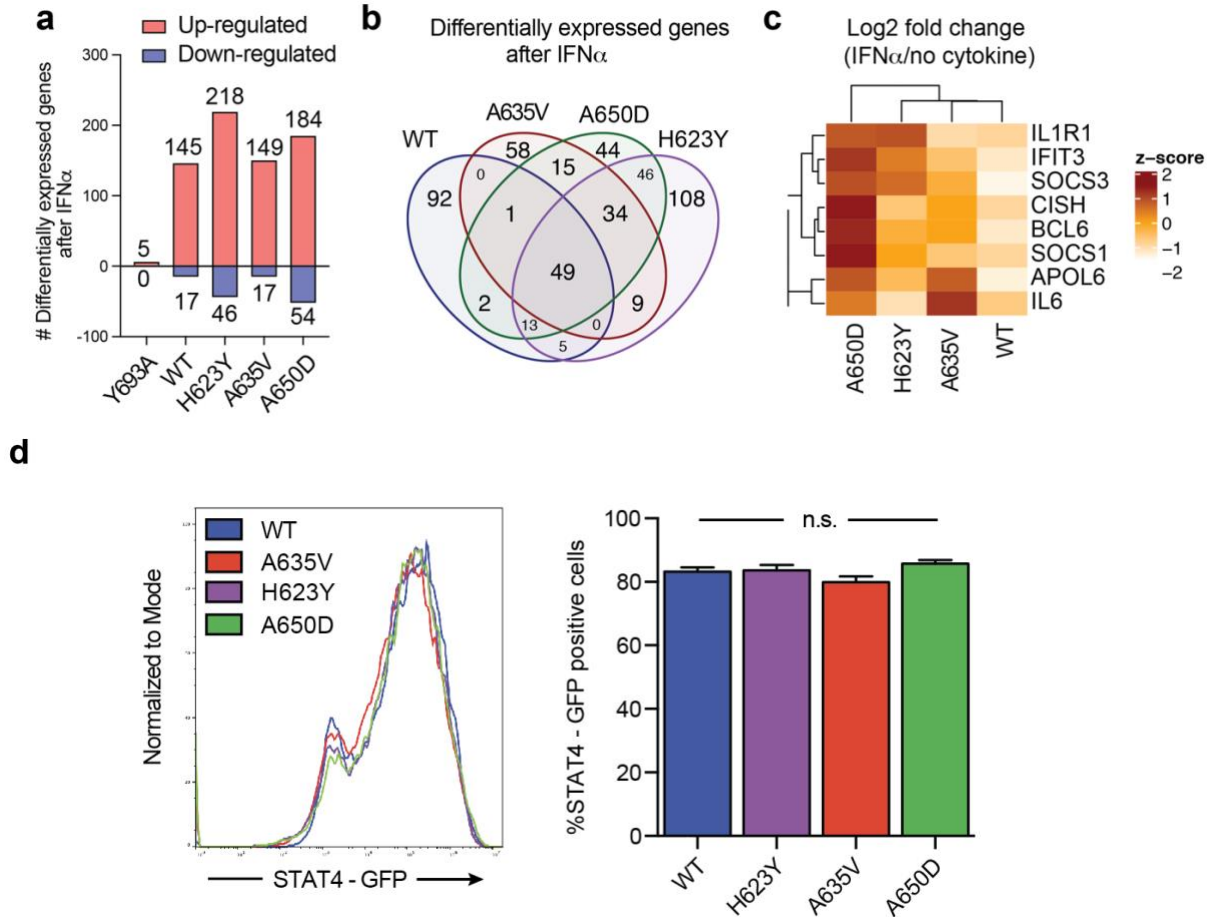 a
Up-regulated
Down-regulated
# Differentially expressed genes
after IFNα
300
200
100
0
-100
5
0
145
17
218
46
149
17
184
54
Y693A
WT
H623Y
A635V
A650D
b
Differentially expressed genes
after IFNα
WT
A635V
A650D
H623Y
92
58
44
108
0
15
46
1
34
49
2
9
13
0
5
c
Log2 fold change
(IFNα/no cytokine)
IL1R1
IFIT3
SOCS3
CISH
BCL6
SOCS1
APOL6
IL6
A650D
H623Y
A635V
WT
z-score
2
1
0
−1
−2
d
WT
A635V
H623Y
A650D
Normalized to Mode
STAT4 - GFP
%STAT4 - GFP positive cells
100
80
60
40
20
0
n.s.
WT
H623Y
A635V
A650D